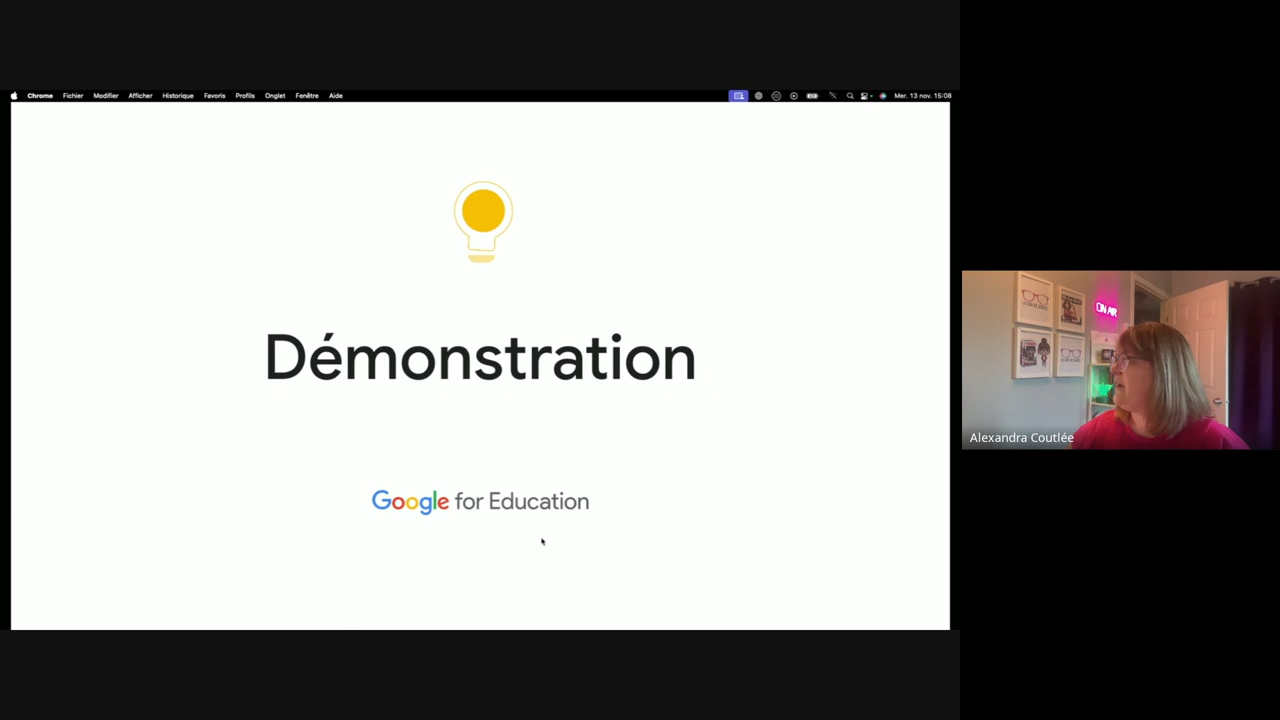 Chrome Fichier Modifier Afficher Historique Favoris Profils Onglet Fenêtre Aide Mer. 13 nov. 15:08
Démonstration
Google for Education
ON AIR
Alexandra Coutlée